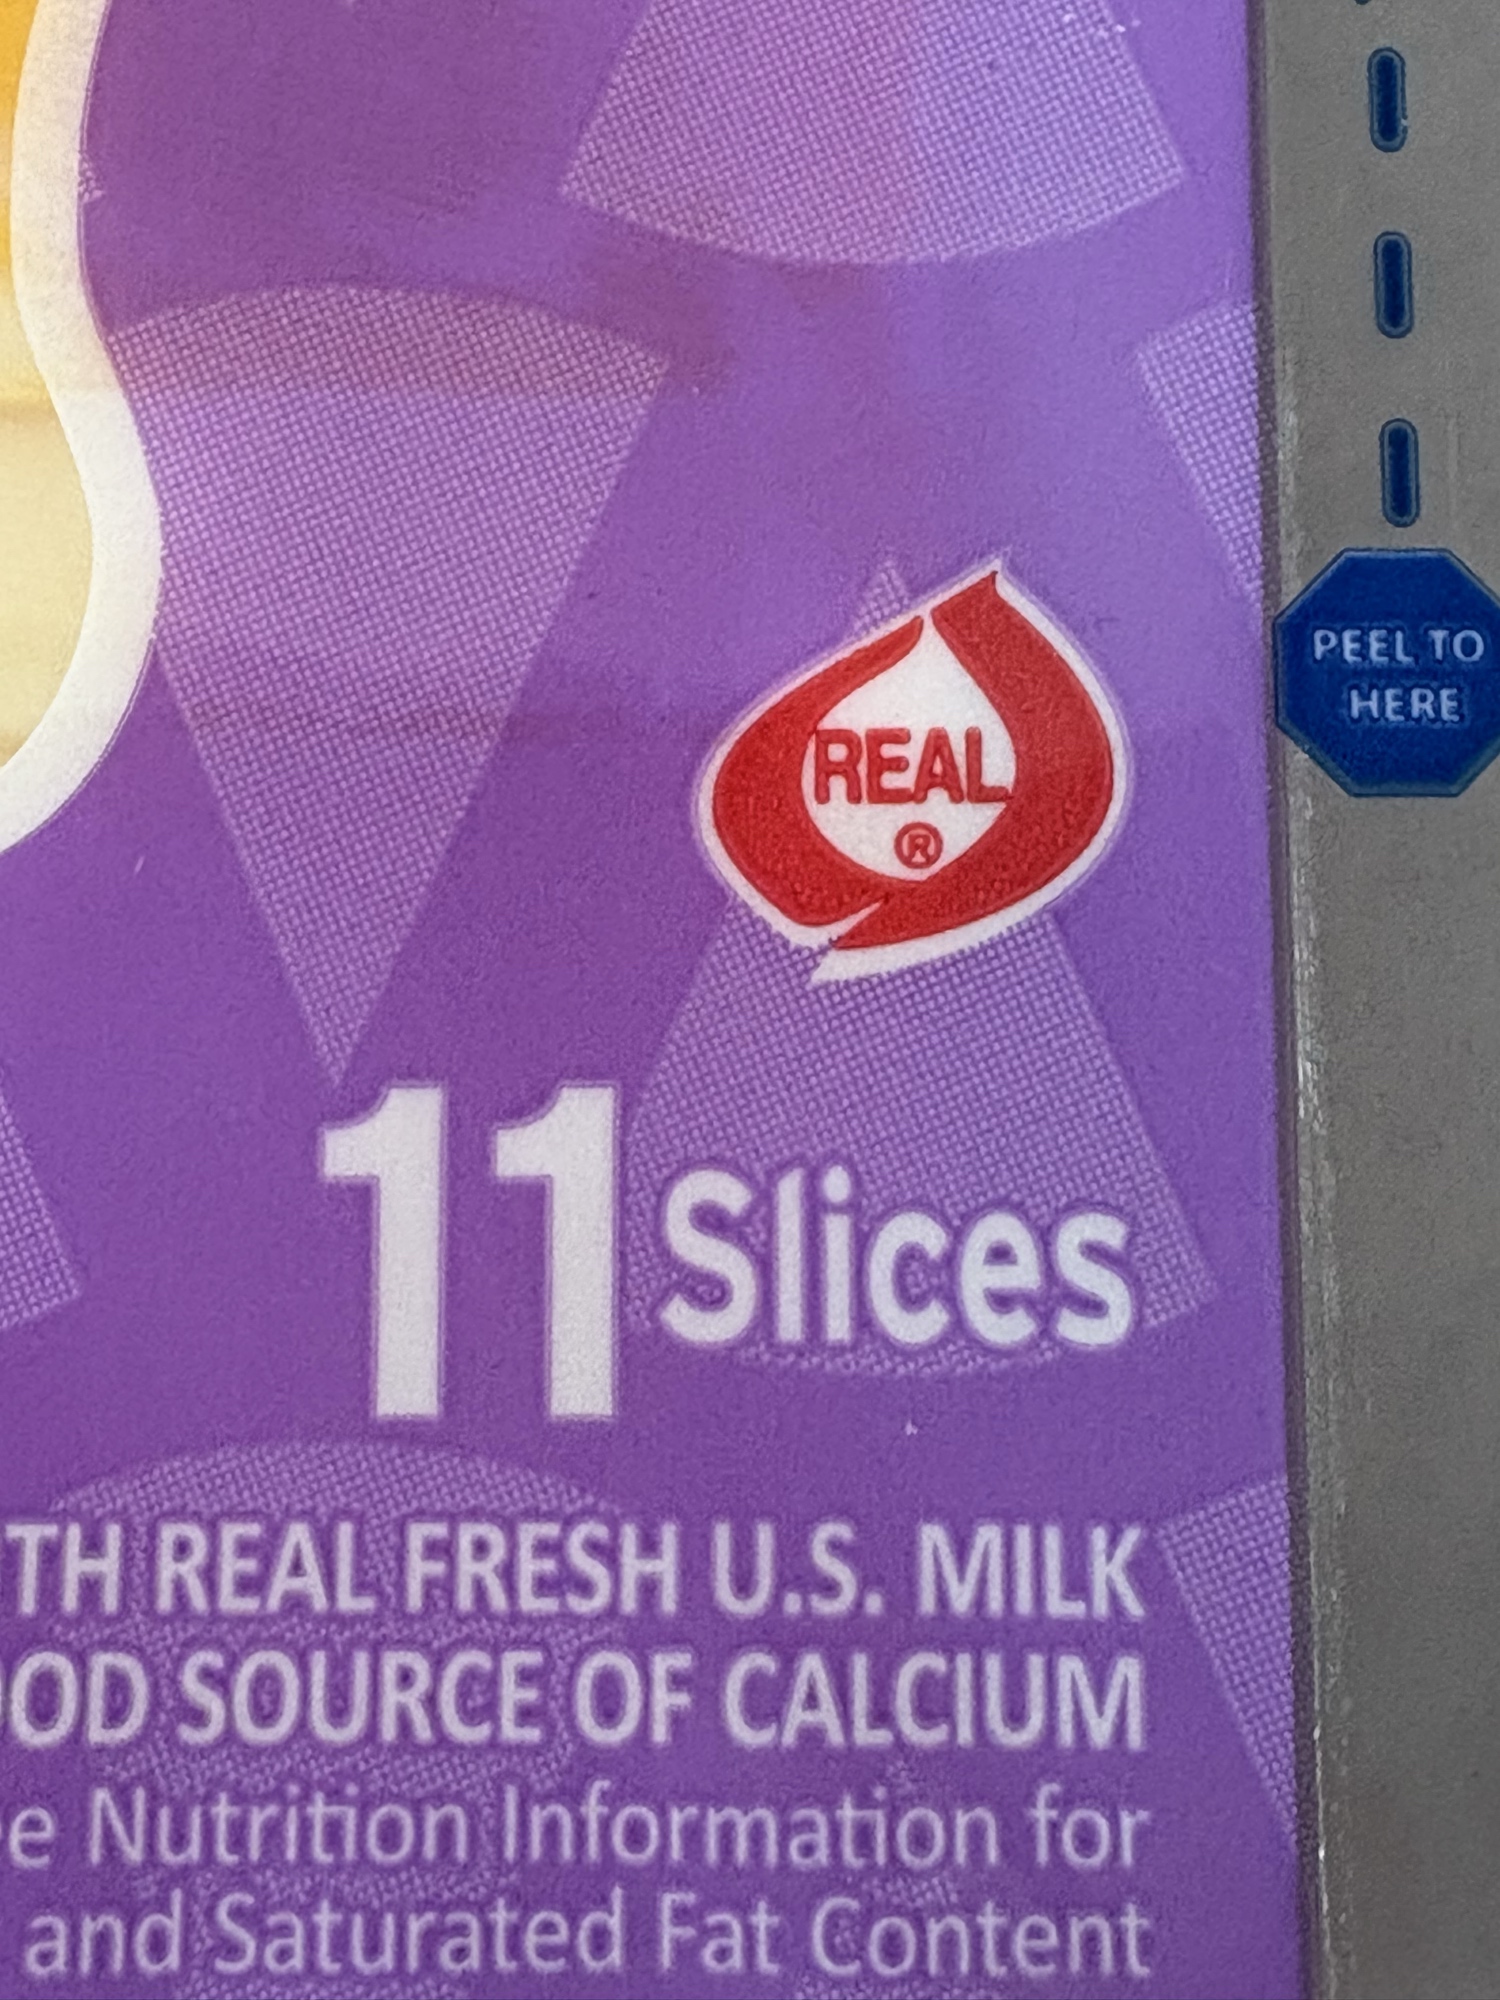 PEEL TO
HERE
REAL
®
11 Slices
TH REAL FRESH U.S. MILK
OOD SOURCE OF CALCIUM
e Nutrition Information for
and Saturated Fat Content